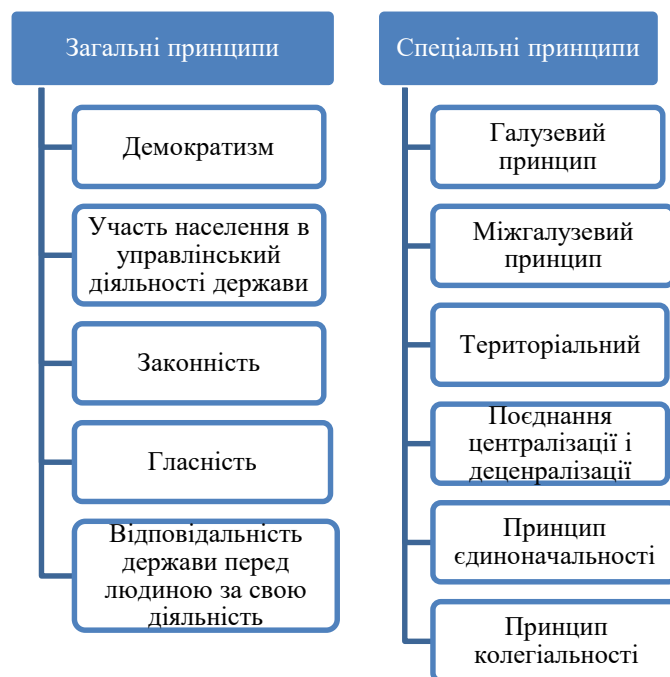 Загальні принципи
Демократизм
Участь населення в
управлінський
діяльності держави
Законність
Гласність
Відповідальність
держави перед
людиною за свою
діяльність
Спеціальні принципи
Галузевий
принцип
Міжгалузевий
принцип
Територіальний
Поєднання
централізації і
деценралізації
Принцип
єдиноначальності
Принцип
колегіальності